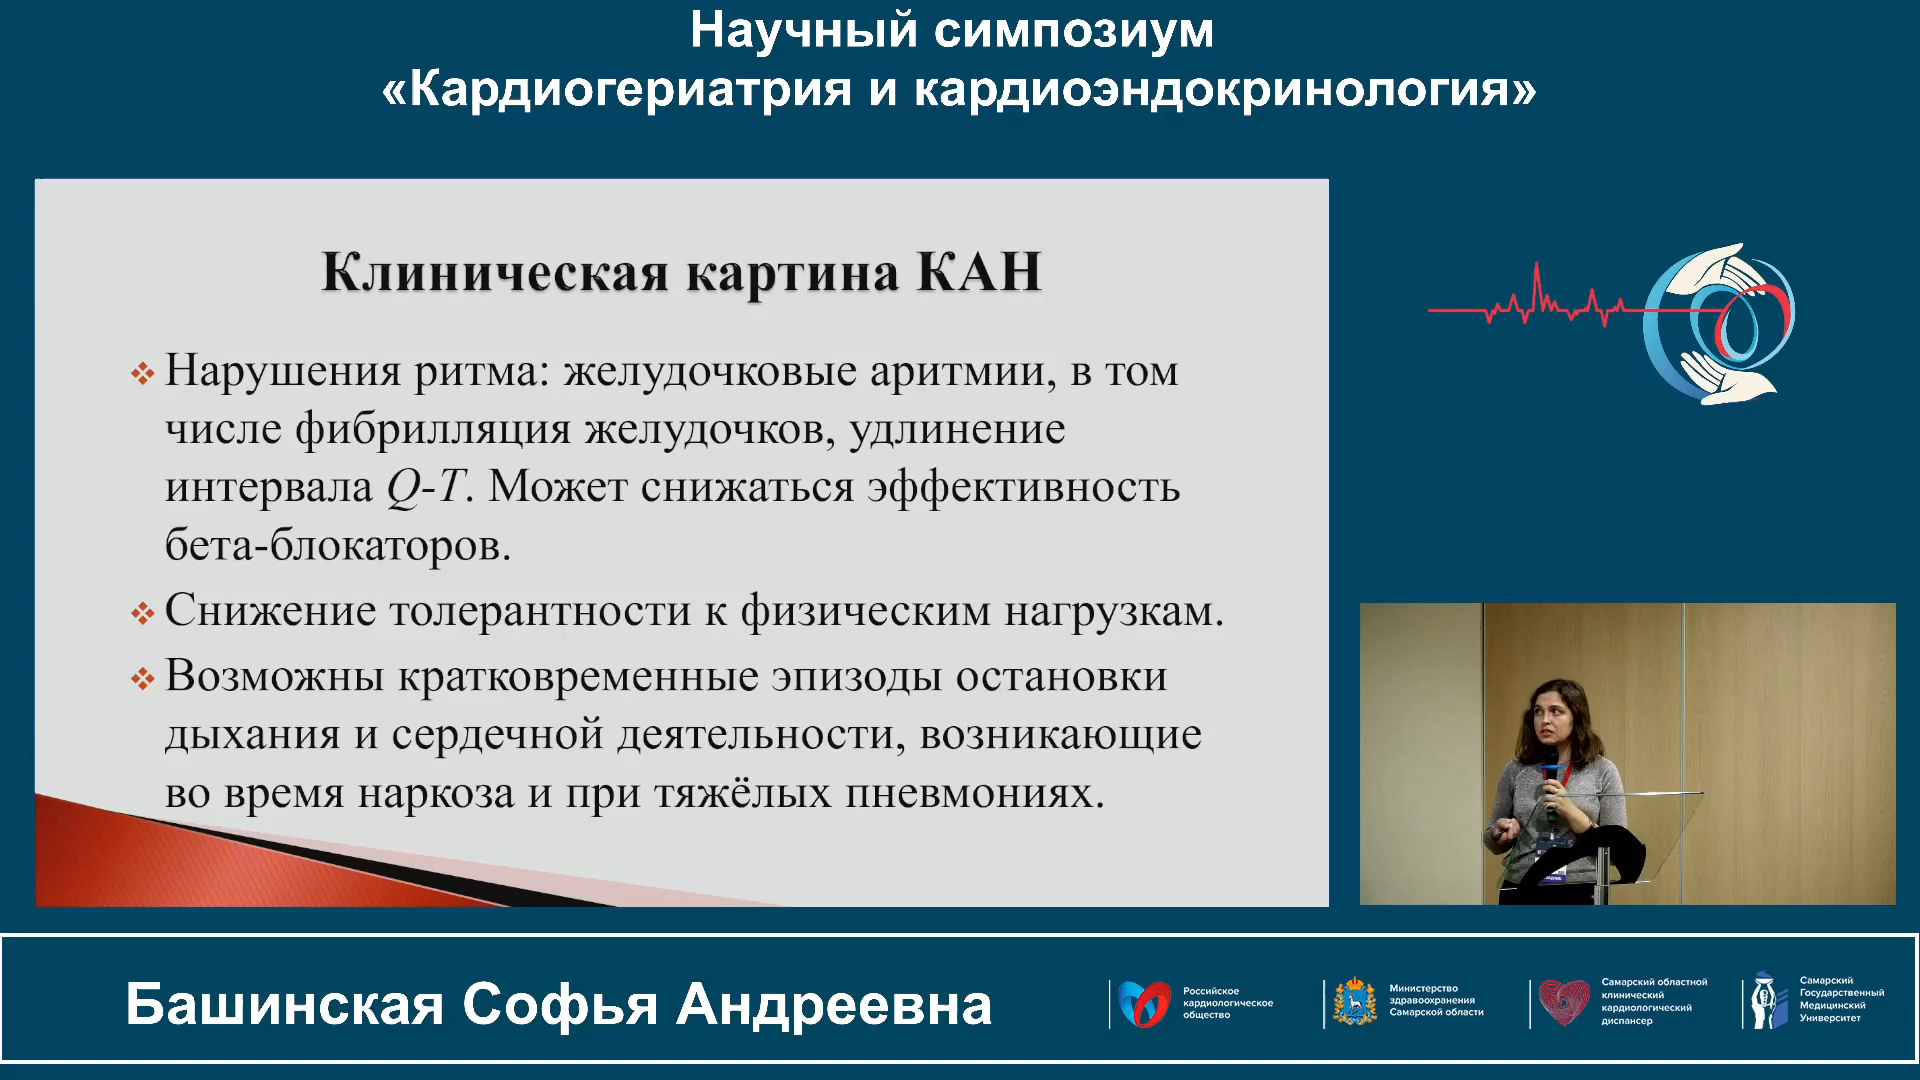 Научный симпозиум
«Кардиогериатрия и кардиоэндокринология»
Клиническая картина КАН
Нарушения ритма: желудочковые аритмии, в том
числе фибрилляция желудочков, удлинение
интервала Q-T. Может снижаться эффективность
бета-блокаторов.
Снижение толерантности к физическим нагрузкам.
Возможны кратковременные эпизоды остановки
дыхания и сердечной деятельности, возникающие
во время наркоза и при тяжёлых пневмониях.
Башинская Софья Андреевна
Российское
кардиологическое
общество
Министерство
здравоохранения
Самарской области
Самарский областной
клинический
кардиологический
диспансер
Самарский
Государственный
Медицинский
Университет